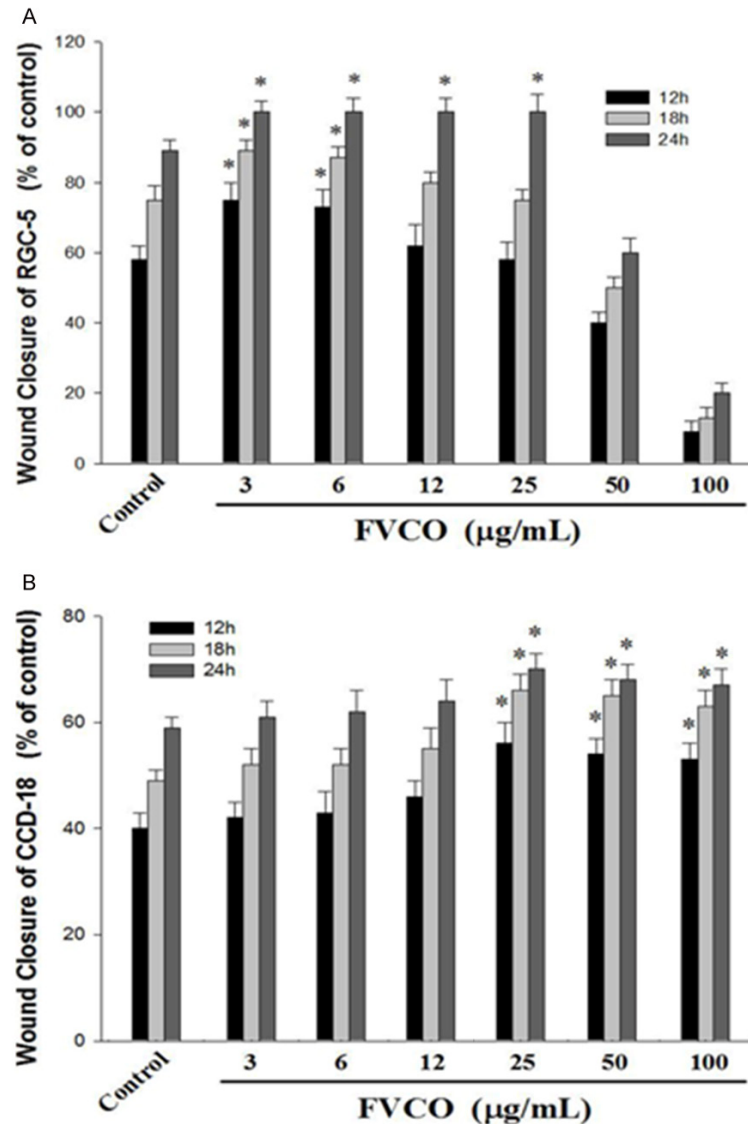 A
Wound Closure of RGC-5 (% of control)
120
100
80
60
40
20
0
12h
18h
24h
* * * * * * * *
Control 3 6 12 25 50 100
FVCO (µg/mL)
B
Wound Closure of CCD-18 (% of control)
80
60
40
20
0
12h
18h
24h
* * * * * * * * *
Control 3 6 12 25 50 100
FVCO (µg/mL)